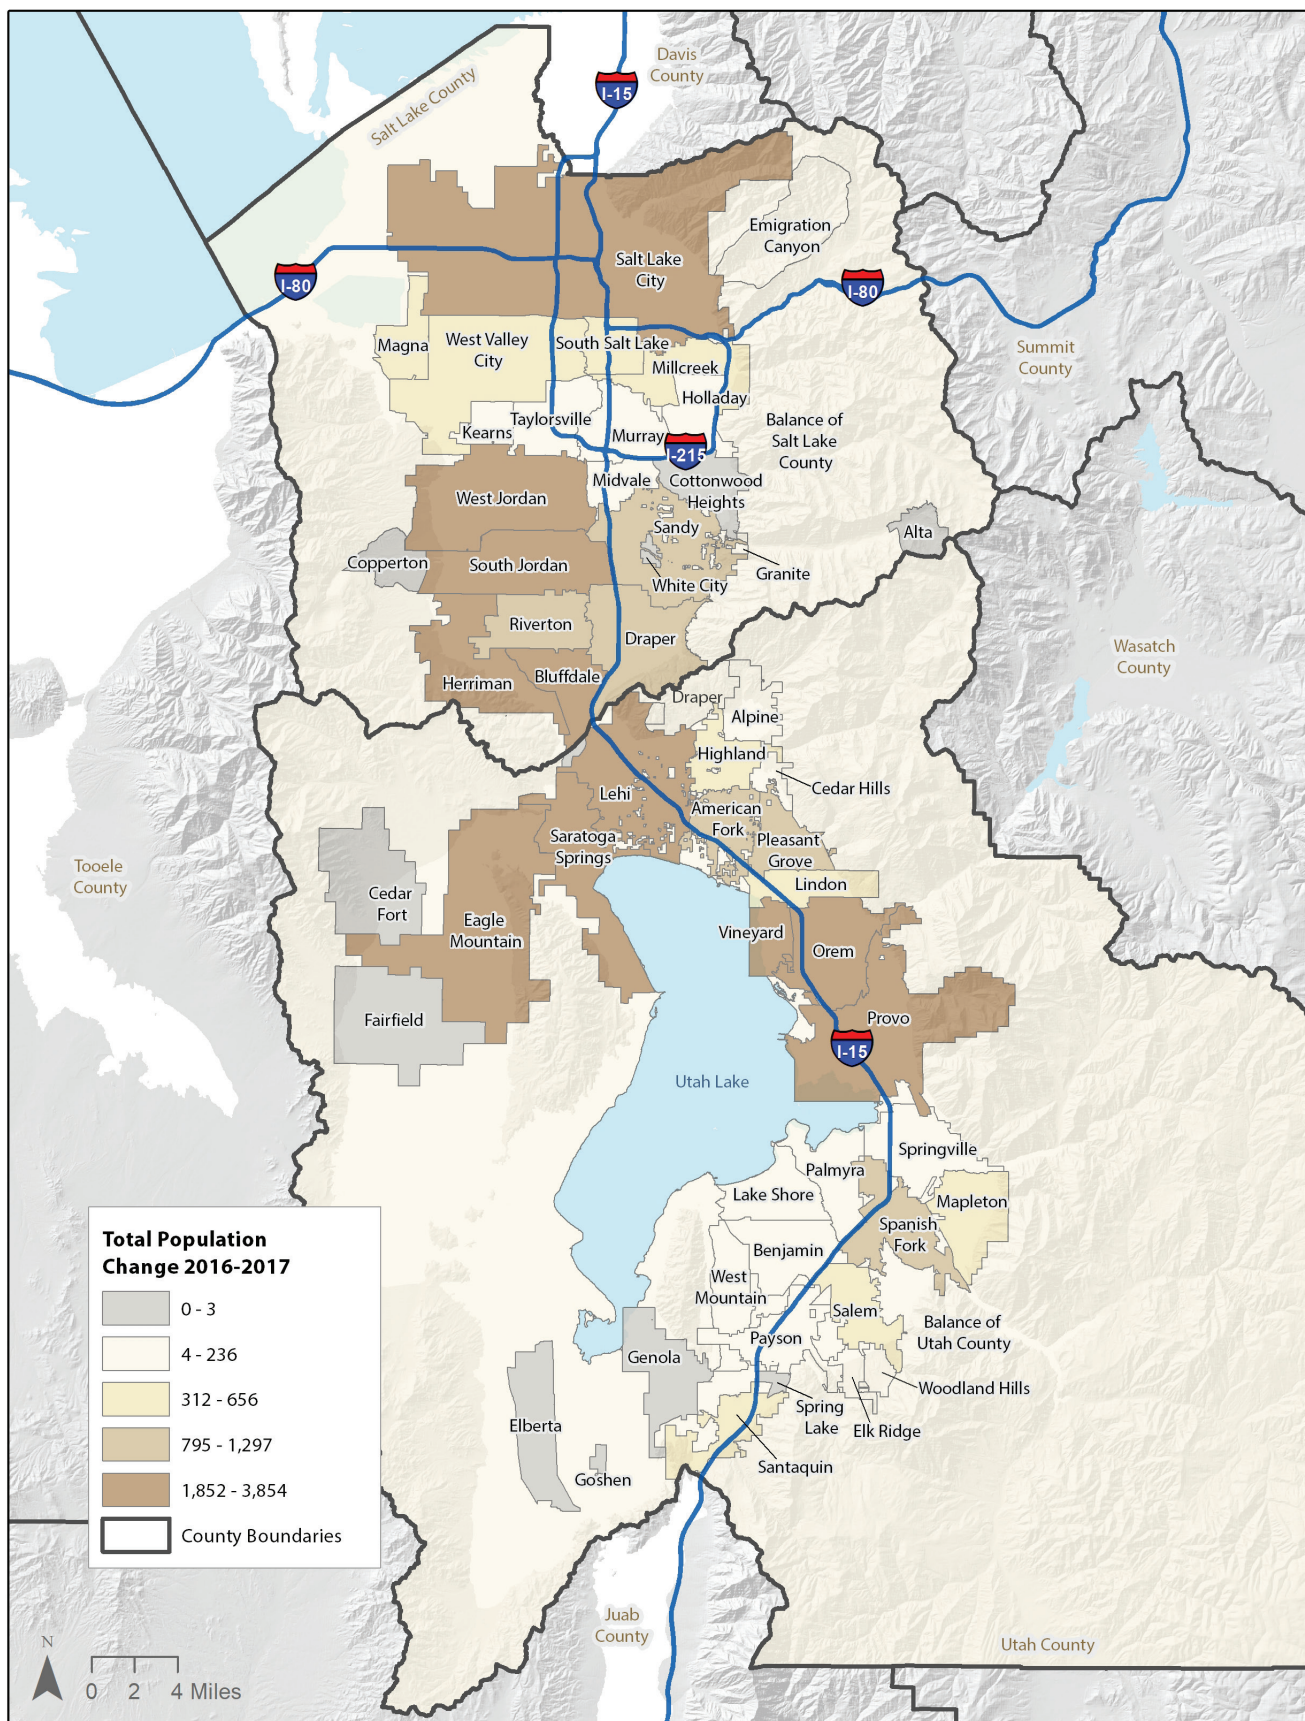 Davis
County
Salt Lake County
I-15
Emigration
Canyon
Salt Lake
City
I-80
I-80
Summit
County
Magna
West Valley
City
South Salt Lake
Millcreek
Holladay
Taylorsville
Kearns
Murray
Balance of
Salt Lake
County
I-215
Midvale
Cottonwood
Heights
West Jordan
Sandy
Alta
Copperton
South Jordan
White City
Granite
Riverton
Draper
Wasatch
County
Herriman
Bluffdale
Draper
Alpine
Highland
Cedar Hills
Lehi
American
Fork
Saratoga
Springs
Pleasant
Grove
Tooele
County
Lindon
Cedar
Fort
Eagle
Mountain
Vineyard
Orem
Fairfield
Provo
I-15
Utah Lake
Springville
Palmyra
Lake Shore
Mapleton
Spanish
Fork
Benjamin
West
Mountain
Salem
Balance of
Utah County
Payson
Genola
Woodland Hills
Spring
Lake
Elk Ridge
Elberta
Santaquin
Goshen
Total Population
Change 2016-2017
0 - 3
4 - 236
312 - 656
795 - 1,297
1,852 - 3,854
County Boundaries
Juab
County
Utah County
N
0 2 4 Miles